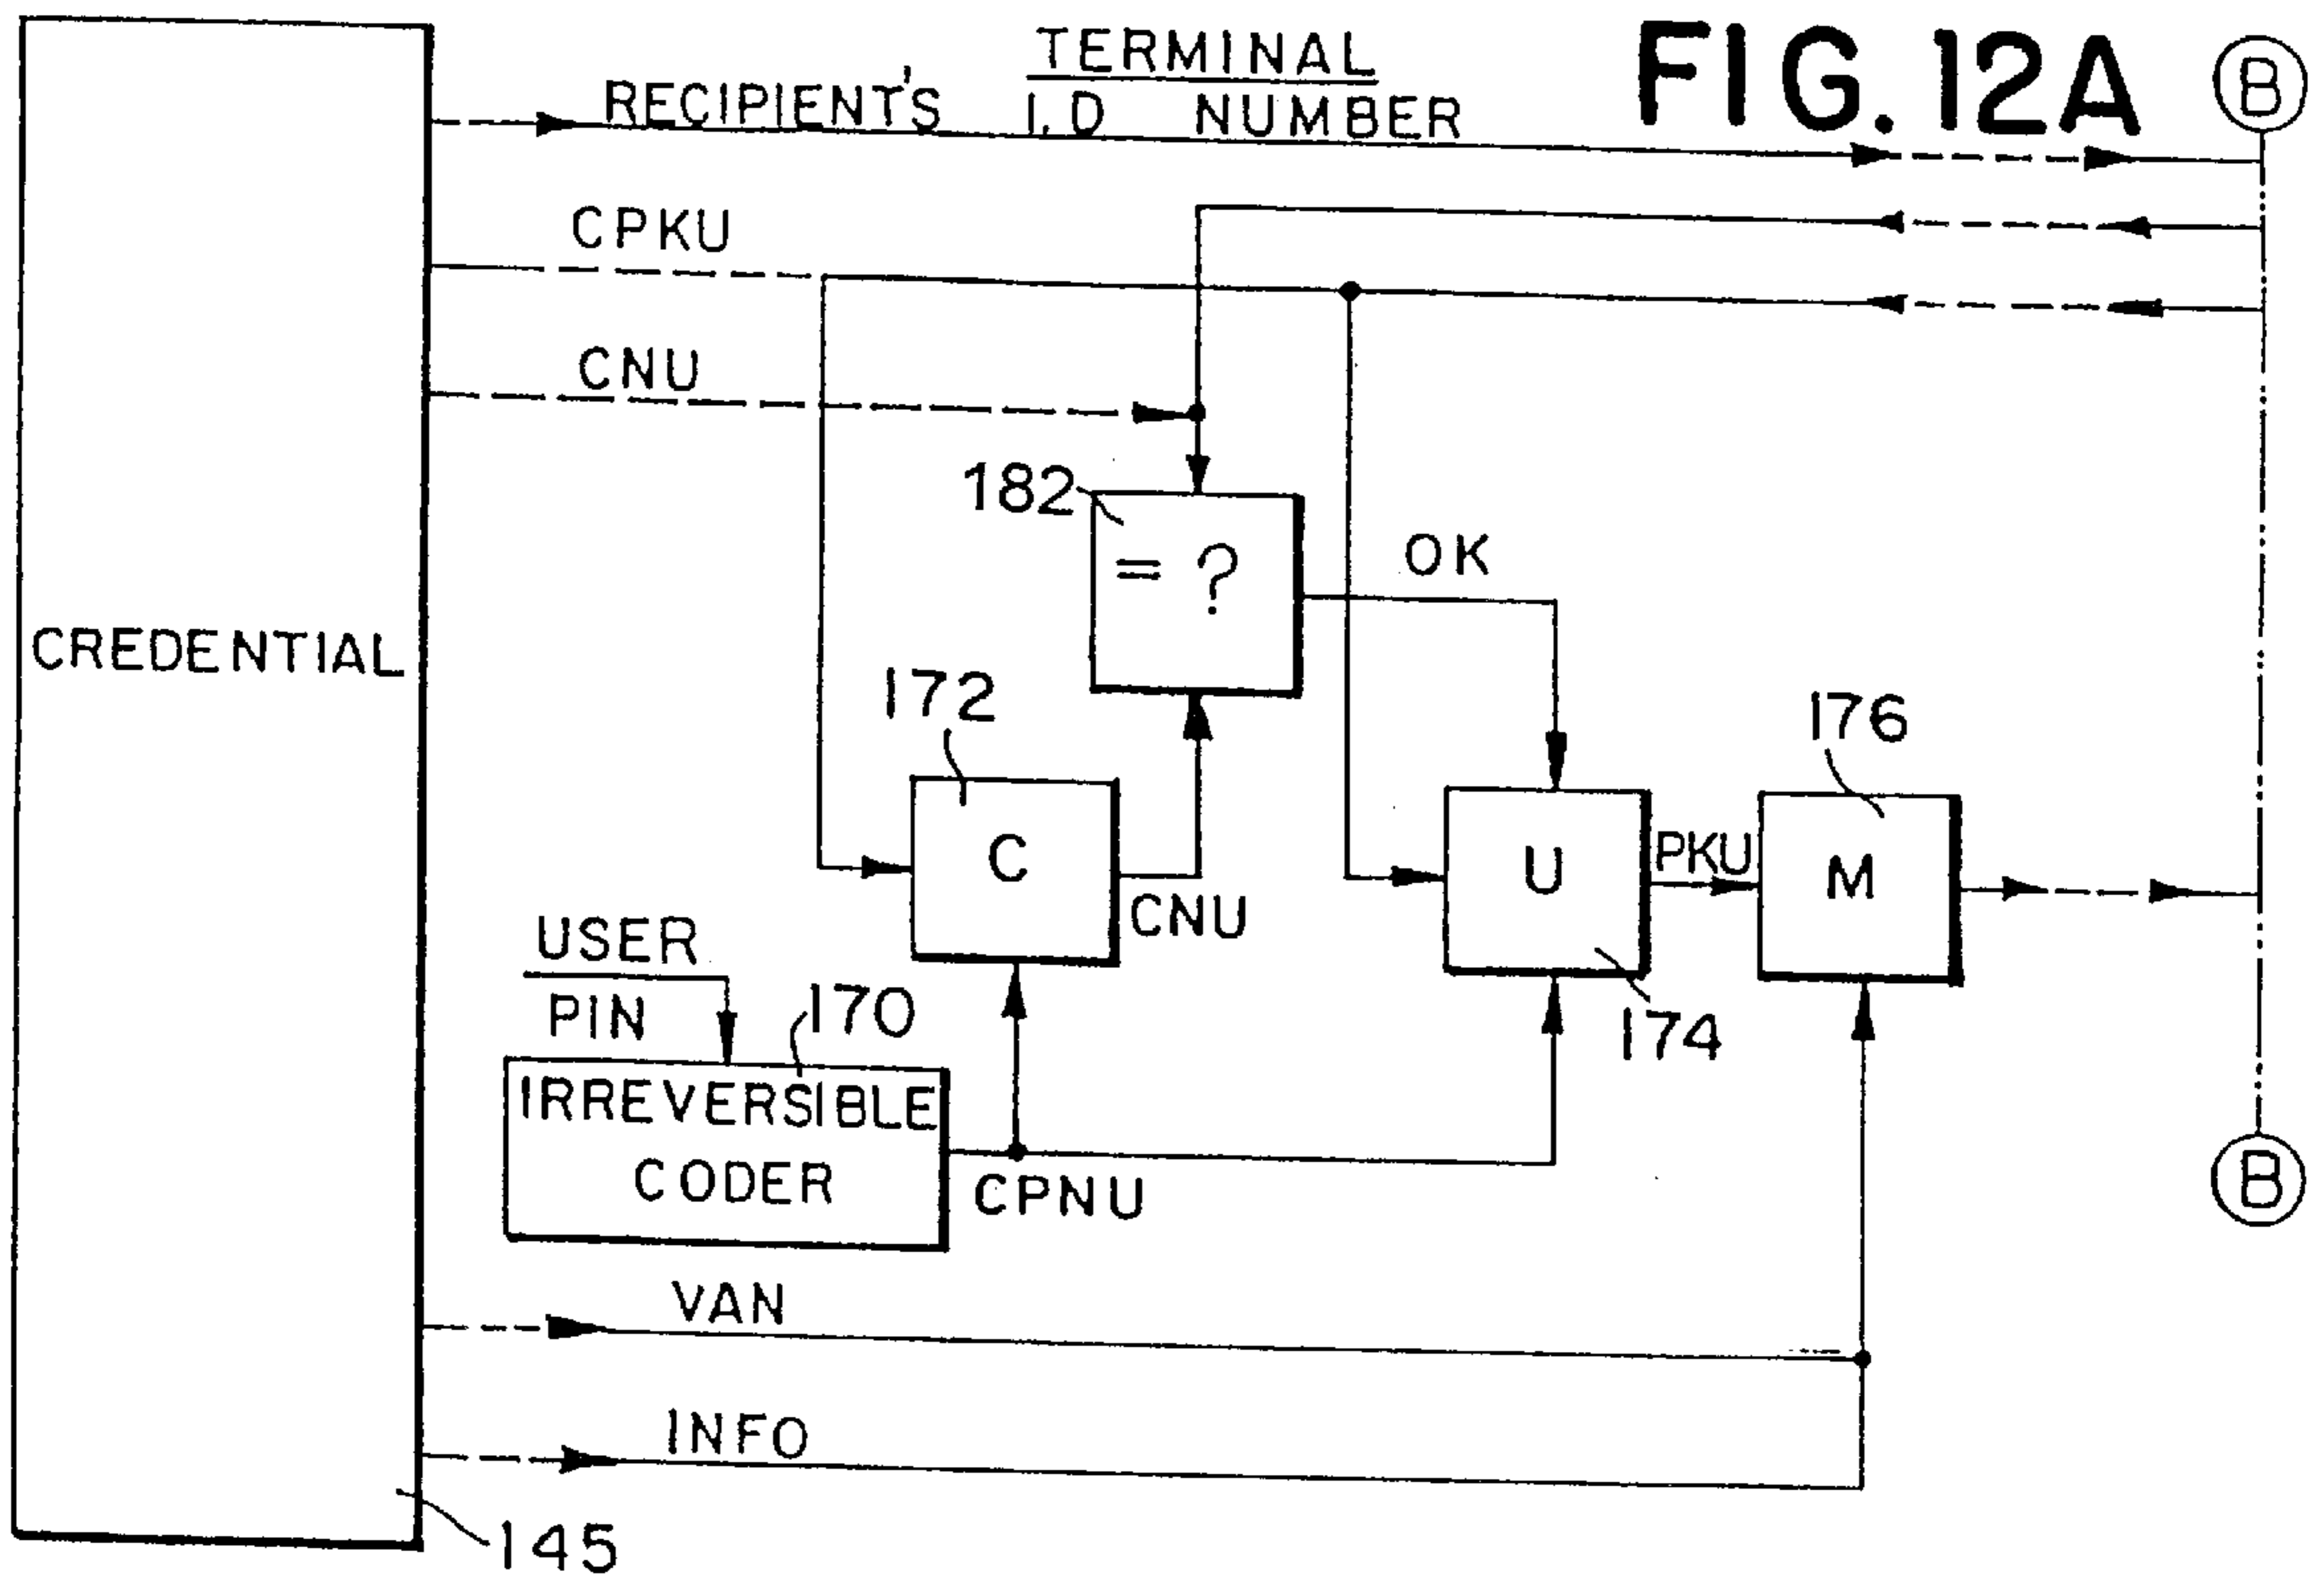 FIG.12A
B
TERMINAL
RECIPIENT'S I.D NUMBER
CPKU
CNU
182
= ?
OK
CREDENTIAL
172
176
C
U
PKU
M
CNU
USER
PIN
170
174
IRREVERSIBLE
CODER
CPNU
B
VAN
INFO
145